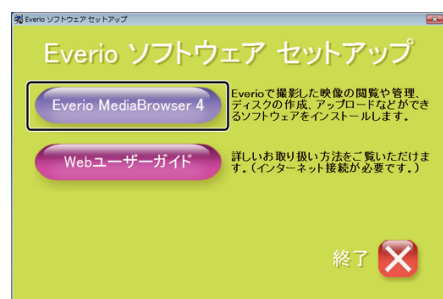 Everio ソフトウェア セットアップ
Everio ソフトウェア セットアップ
Everio MediaBrowser 4
Everioで撮影した映像の閲覧や管理、
ディスクの作成、アップロードなどができ
るソフトウェアをインストールします。
Webユーザーガイド
詳しいお取り扱い方法をご覧いただけま
す。(インターネット接続が必要です。)
終了